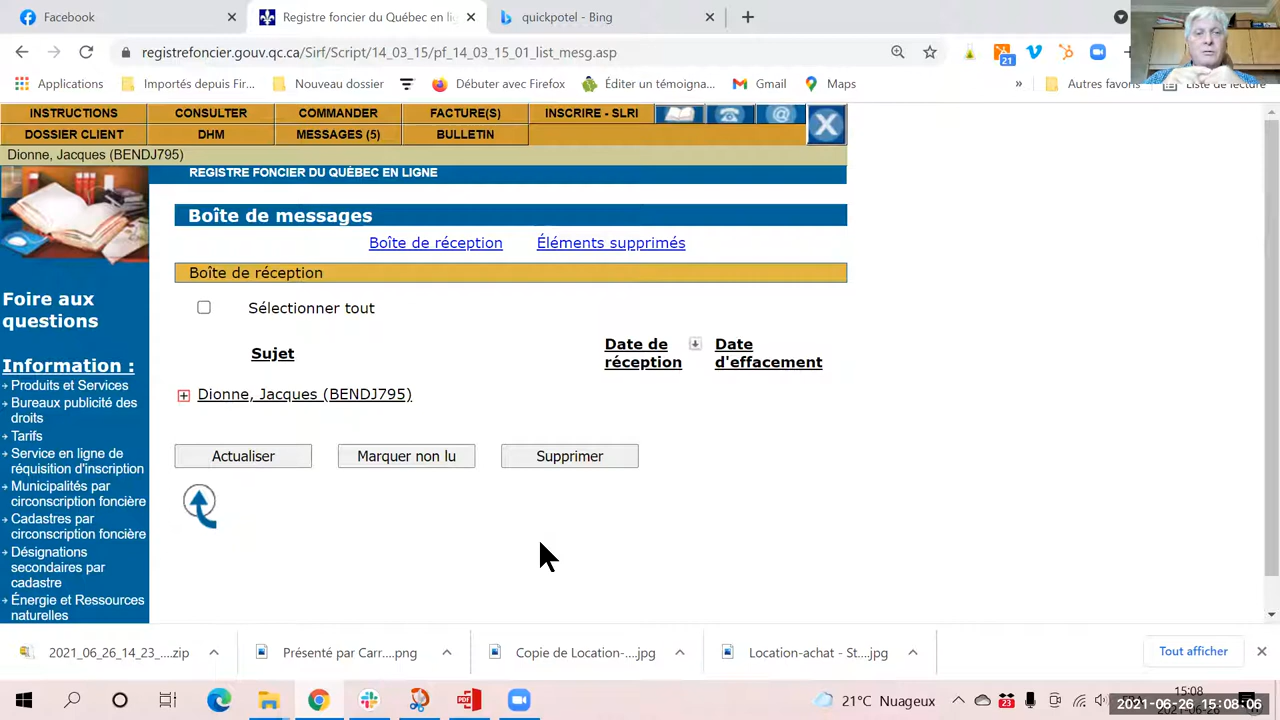 Facebook
Registre foncier du Québec en li
quickpotel - Bing
registrefoncier.gouv.qc.ca/Sirf/Script/14_03_15/pf_14_03_15_01_list_mesg.asp
21
Applications
Importés depuis Fir...
Nouveau dossier
Débuter avec Firefox
Éditer un témoigna...
Gmail
Maps
»
Autres favoris
Liste de lecture
INSTRUCTIONS
CONSULTER
COMMANDER
FACTURE(S)
INSCRIRE - SLRI
DOSSIER CLIENT
DHM
MESSAGES (5)
BULLETIN
Dionne, Jacques (BENDJ795)
REGISTRE FONCIER DU QUÉBEC EN LIGNE
Boîte de messages
Boîte de réception
Éléments supprimés
Boîte de réception
Sélectionner tout
Sujet
Date de
réception
Date
d'effacement
Dionne, Jacques (BENDJ795)
Actualiser
Marquer non lu
Supprimer
Foire aux
questions
Information :
Produits et Services
Bureaux publicité des
droits
Tarifs
Service en ligne de
réquisition d'inscription
Municipalités par
circonscription foncière
Cadastres par
circonscription foncière
Désignations
secondaires par
cadastre
Énergie et Ressources
naturelles
2021_06_26_14_23_....zip
Présenté par Carr....png
Copie de Location-....jpg
Location-achat - St....jpg
Tout afficher
21°C Nuageux
23
15:08
2021-06-26 15:08:06